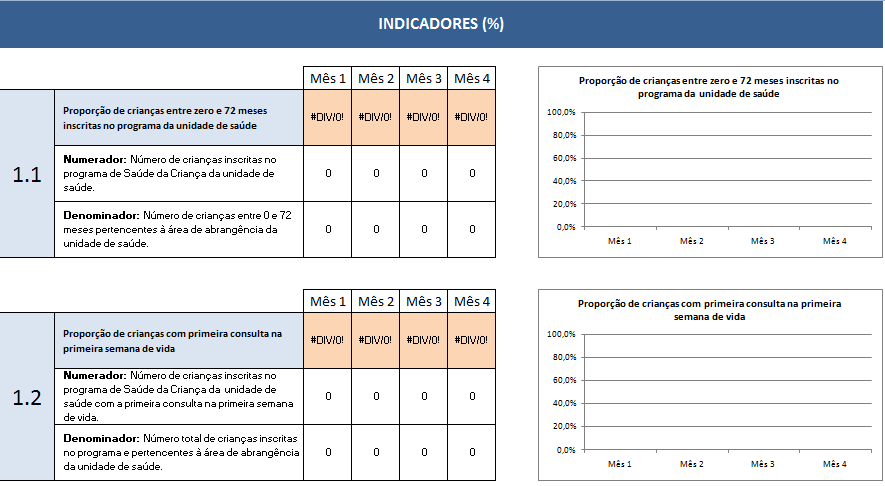 INDICADORES (%)
Mês 1 Mês 2 Mês 3 Mês 4
1.1
Proporção de crianças entre zero e 72 meses
inscritas no programa da unidade de saúde
#DIV/0! #DIV/0! #DIV/0! #DIV/0!
Numerador: Número de crianças inscritas no
programa de Saúde da Criança da unidade de
saúde.
0 0 0 0
Denominador: Número de crianças entre 0 e 72
meses pertencentes à área de abrangência da
unidade de saúde.
0 0 0 0
Proporção de crianças entre zero e 72 meses inscritas no
programa da unidade de saúde
100,0%
80,0%
60,0%
40,0%
20,0%
0,0%
Mês 1 Mês 2 Mês 3 Mês 4
Mês 1 Mês 2 Mês 3 Mês 4
1.2
Proporção de crianças com primeira consulta na
primeira semana de vida
#DIV/0! #DIV/0! #DIV/0! #DIV/0!
Numerador: Número de crianças inscritas no
programa de Saúde da Criança da unidade de
saúde com a primeira consulta na primeira semana
de vida.
0 0 0 0
Denominador: Número total de crianças inscritas
no programa e pertencentes à área de abrangência
da unidade de saúde.
0 0 0 0
Proporção de crianças com primeira consulta na primeira
semana de vida
100,0%
80,0%
60,0%
40,0%
20,0%
0,0%
Mês 1 Mês 2 Mês 3 Mês 4